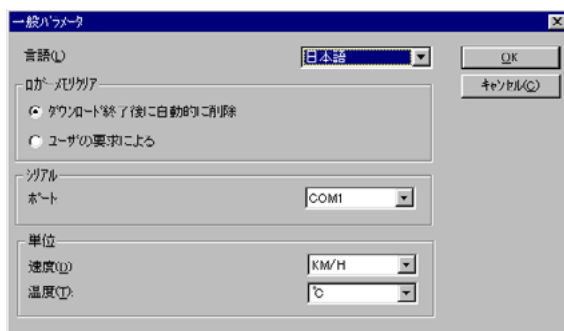 一般ﾊﾟﾗﾒｰﾀ
言語(L) 日本語 OK
ﾛｶﾞｰﾒﾓﾘｸﾘｱ ｷｬﾝｾﾙ(C)
ﾀﾞｳﾝﾛｰﾄﾞ終了後に自動的に削除
ﾕｰｻﾞの要求による
ｼﾘｱﾙ
ﾎﾟｰﾄ COM1
単位
速度(D) KM/H
温度(T): ℃